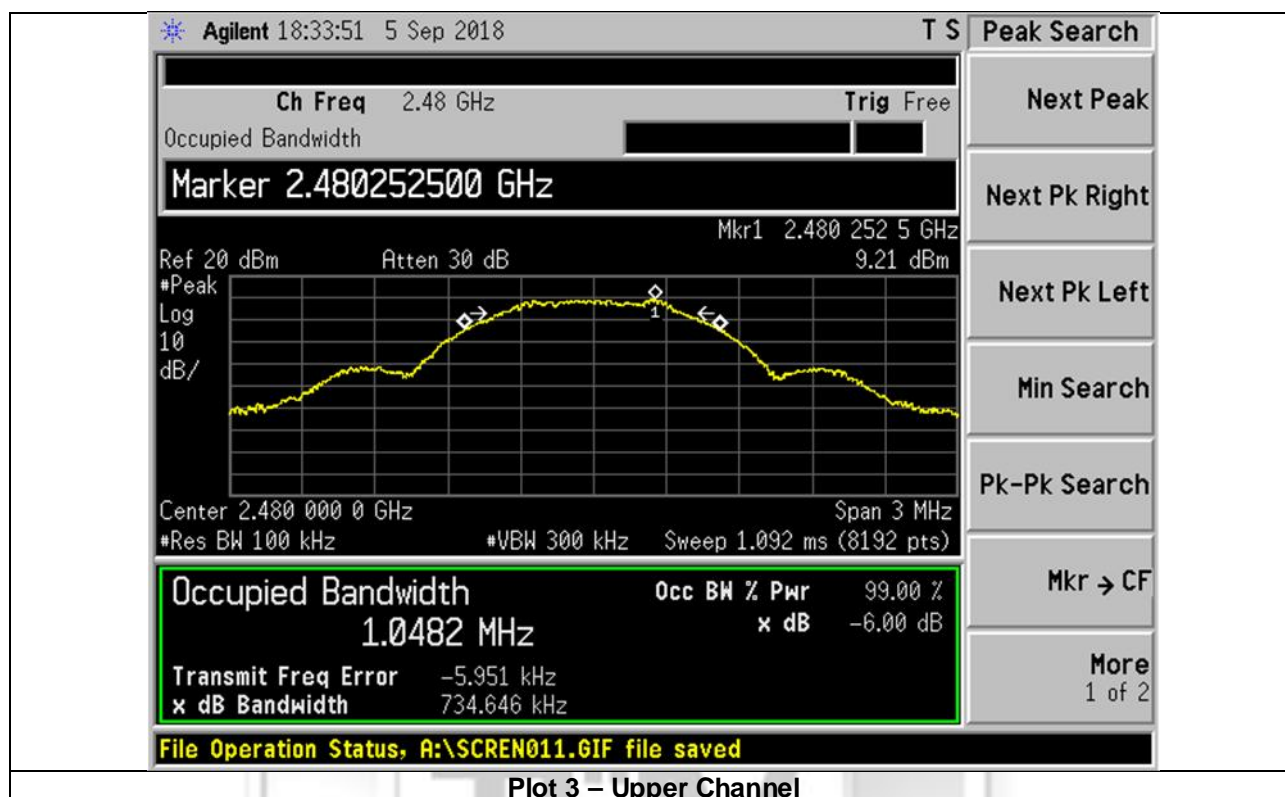 Agilent 18:33:51 5 Sep 2018 T S
Peak Search
Ch Freq 2.48 GHz Trig Free
Occupied Bandwidth
Marker 2.480252500 GHz
Mkr1 2.480 252 5 GHz
Ref 20 dBm Atten 30 dB 9.21 dBm
#Peak
Log
10
dB/
1
Center 2.480 000 0 GHz Span 3 MHz
#Res BW 100 kHz #VBW 300 kHz Sweep 1.092 ms (8192 pts)
Occupied Bandwidth
1.0482 MHz
Occ BW % Pwr 99.00 %
x dB -6.00 dB
Transmit Freq Error -5.951 kHz
x dB Bandwidth 734.646 kHz
File Operation Status, A:\SCREN011.GIF file saved
Next Peak
Next Pk Right
Next Pk Left
Min Search
Pk-Pk Search
Mkr → CF
More
1 of 2
Plot 3 – Upper Channel